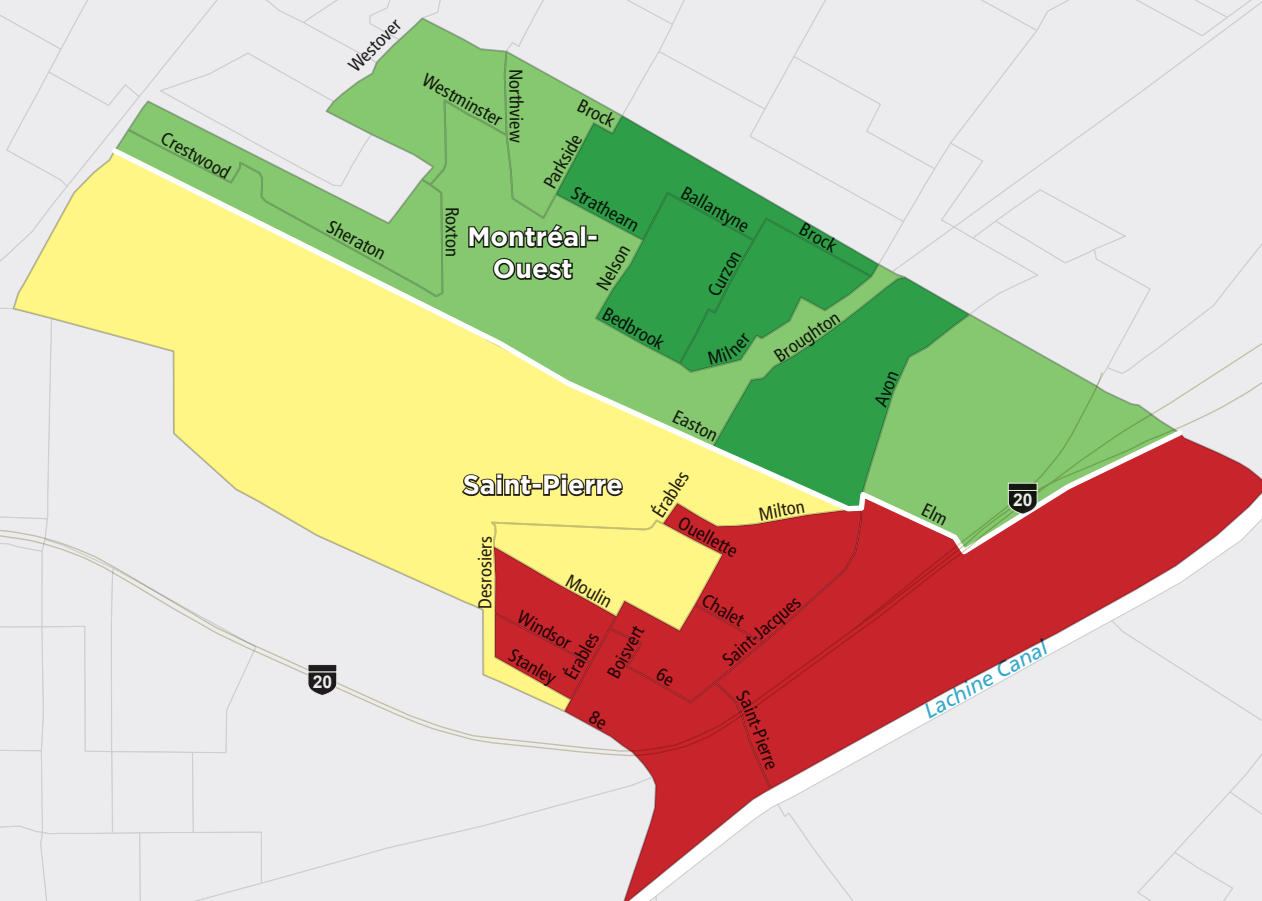 Westover
Westminster
Northview
Brock
Crestwood
Parkside
Strathearn
Ballantyne
Sheraton
Roxton
Montréal-
Ouest
Nelson
Curzon
Brock
Bedbrook
Milner
Broughton
Avon
Easton
Saint-Pierre
Érables
Milton
Elm
20
Ouellette
Desrosiers
Moulin
Chalet
Saint-Jacques
Windsor
Érables
Boisvert
Stanley
6e
20
8e
Saint-Pierre
Lachine Canal